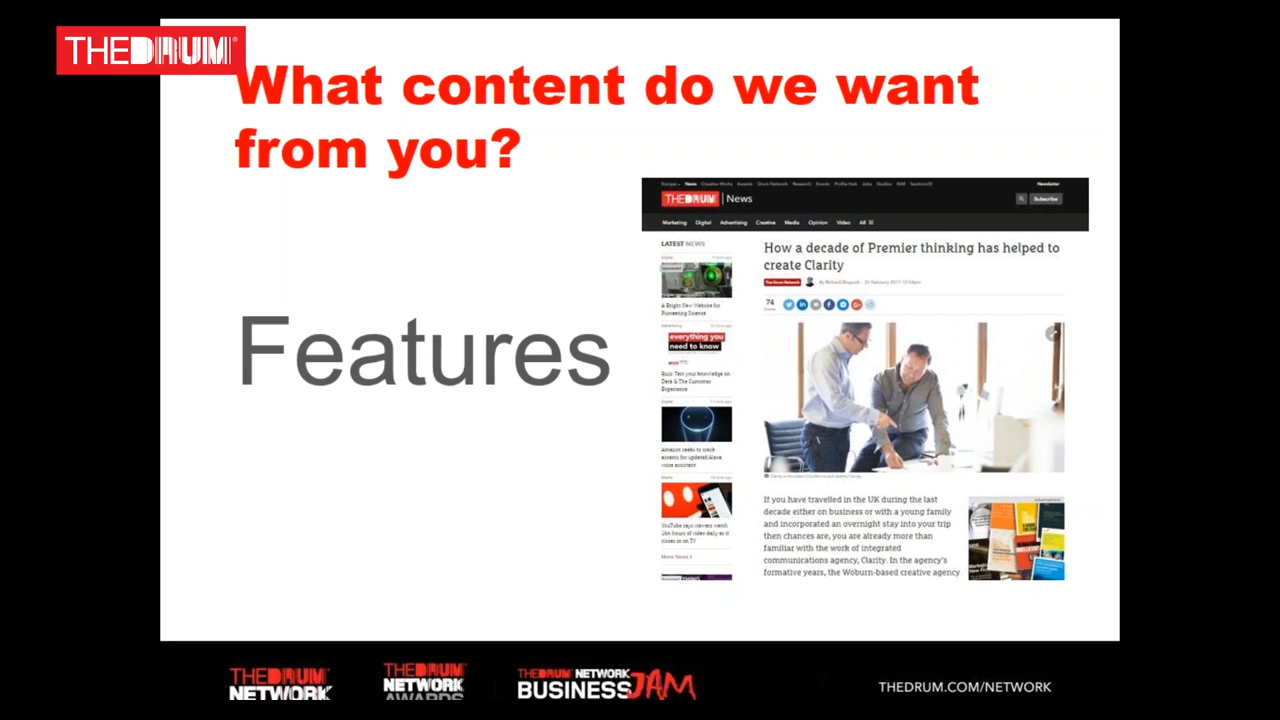 THEDRUM
What content do we want
from you?
Features
THEDRUM | News
Newsletter
Subscribe
Marketing Digital Advertising Creative Media Opinion Video All
LATEST NEWS
A Bright New Website for
Pioneering Science
everything you
need to know
Quiz: Test your knowledge on
Data & The Customer
Experience
Amazon seeks to stack
accents for updated Alexa
voice assistant
YouTube says viewers watch
1bn hours of video daily as it
closes in on TV
More News
How a decade of Premier thinking has helped to
create Clarity
The Drum Network
74
If you have travelled in the UK during the last
decade either on business or with a young family
and incorporated an overnight stay into your trip
then chances are, you are already more than
familiar with the work of integrated
communications agency, Clarity. In the agency's
formative years, the Woburn-based creative agency
THEDRUM
NETWORK
THEDRUM
NETWORK
AWARDS
THEDRUM NETWORK
BUSINESS JAM
THEDRUM.COM/NETWORK